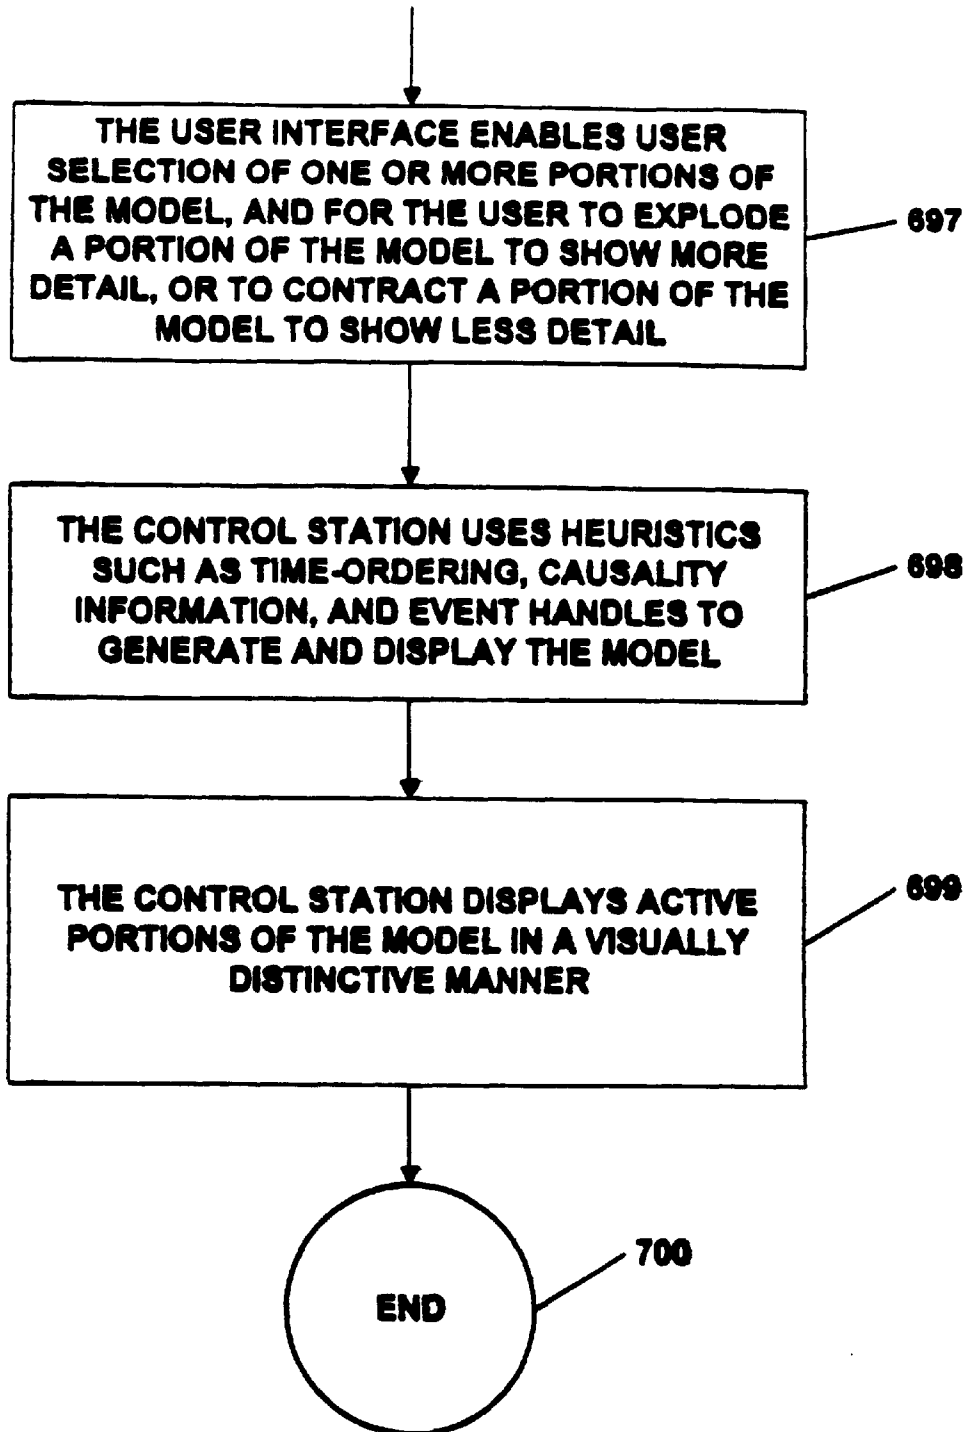 THE USER INTERFACE ENABLES USER
SELECTION OF ONE OR MORE PORTIONS OF
THE MODEL, AND FOR THE USER TO EXPLODE
A PORTION OF THE MODEL TO SHOW MORE
DETAIL, OR TO CONTRACT A PORTION OF THE
MODEL TO SHOW LESS DETAIL
697
THE CONTROL STATION USES HEURISTICS
SUCH AS TIME-ORDERING, CAUSALITY
INFORMATION, AND EVENT HANDLES TO
GENERATE AND DISPLAY THE MODEL
698
THE CONTROL STATION DISPLAYS ACTIVE
PORTIONS OF THE MODEL IN A VISUALLY
DISTINCTIVE MANNER
699
END
700